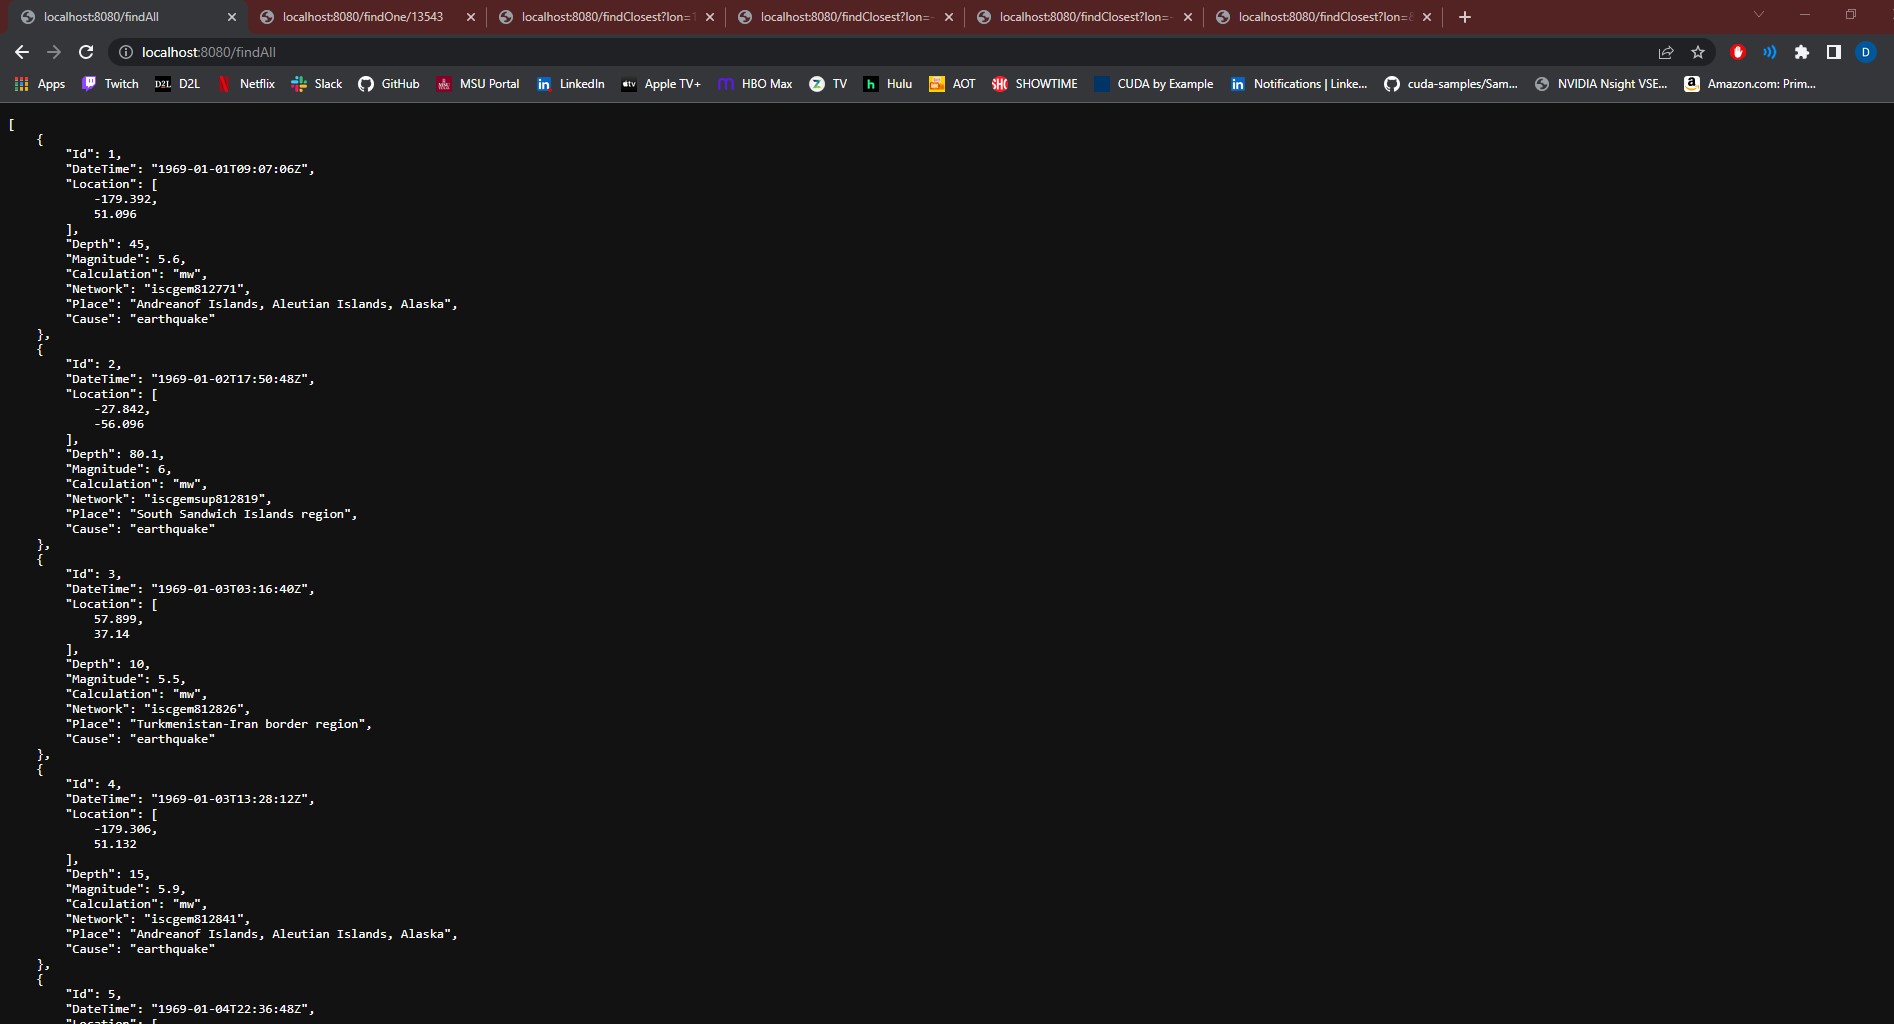 localhost:8080/findAll
localhost:8080/findOne/13543
localhost:8080/findClosest?lon=1
localhost:8080/findClosest?lon=-
localhost:8080/findClosest?lon=-
localhost:8080/findClosest?lon=
localhost:8080/findAll
D
Apps Twitch D2L D2L Netflix Slack GitHub MSU Portal LinkedIn Apple TV+ HBO Max TV Hulu AOT SHOWTIME CUDA by Example Notifications | Linke... cuda-samples/Sam... NVIDIA Nsight VSE... Amazon.com: Prim...
[
    {
        "Id": 1,
        "DateTime": "1969-01-01T09:07:06Z",
        "Location": [
            -179.392,
            51.096
        ],
        "Depth": 45,
        "Magnitude": 5.6,
        "Calculation": "mw",
        "Network": "iscgem812771",
        "Place": "Andreanof Islands, Aleutian Islands, Alaska",
        "Cause": "earthquake"
    },
    {
        "Id": 2,
        "DateTime": "1969-01-02T17:50:48Z",
        "Location": [
            -27.842,
            -56.096
        ],
        "Depth": 80.1,
        "Magnitude": 6,
        "Calculation": "mw",
        "Network": "iscgemsup812819",
        "Place": "South Sandwich Islands region",
        "Cause": "earthquake"
    },
    {
        "Id": 3,
        "DateTime": "1969-01-03T03:16:40Z",
        "Location": [
            57.899,
            37.14
        ],
        "Depth": 10,
        "Magnitude": 5.5,
        "Calculation": "mw",
        "Network": "iscgem812826",
        "Place": "Turkmenistan-Iran border region",
        "Cause": "earthquake"
    },
    {
        "Id": 4,
        "DateTime": "1969-01-03T13:28:12Z",
        "Location": [
            -179.306,
            51.132
        ],
        "Depth": 15,
        "Magnitude": 5.9,
        "Calculation": "mw",
        "Network": "iscgem812841",
        "Place": "Andreanof Islands, Aleutian Islands, Alaska",
        "Cause": "earthquake"
    },
    {
        "Id": 5,
        "DateTime": "1969-01-04T22:36:48Z",
        "Location": [